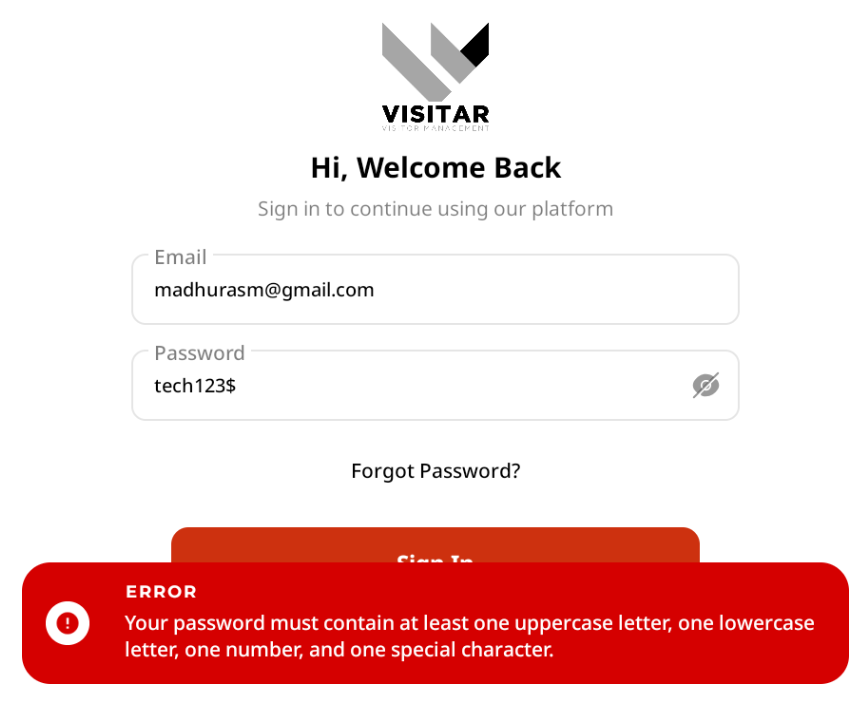 VISITAR
VISITOR MANAGEMENT
Hi, Welcome Back
Sign in to continue using our platform
Email
madhurasm@gmail.com
Password
tech123$
Forgot Password?
Sign In
ERROR
Your password must contain at least one uppercase letter, one lowercase
letter, one number, and one special character.